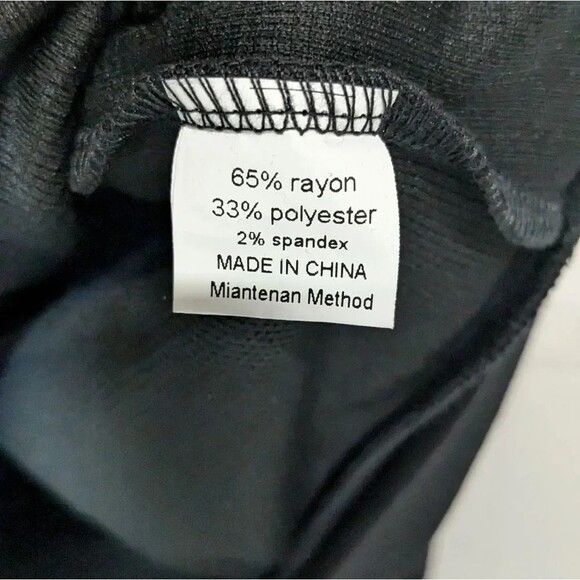 65% rayon
33% polyester
2% spandex
MADE IN CHINA
Miantenan Method